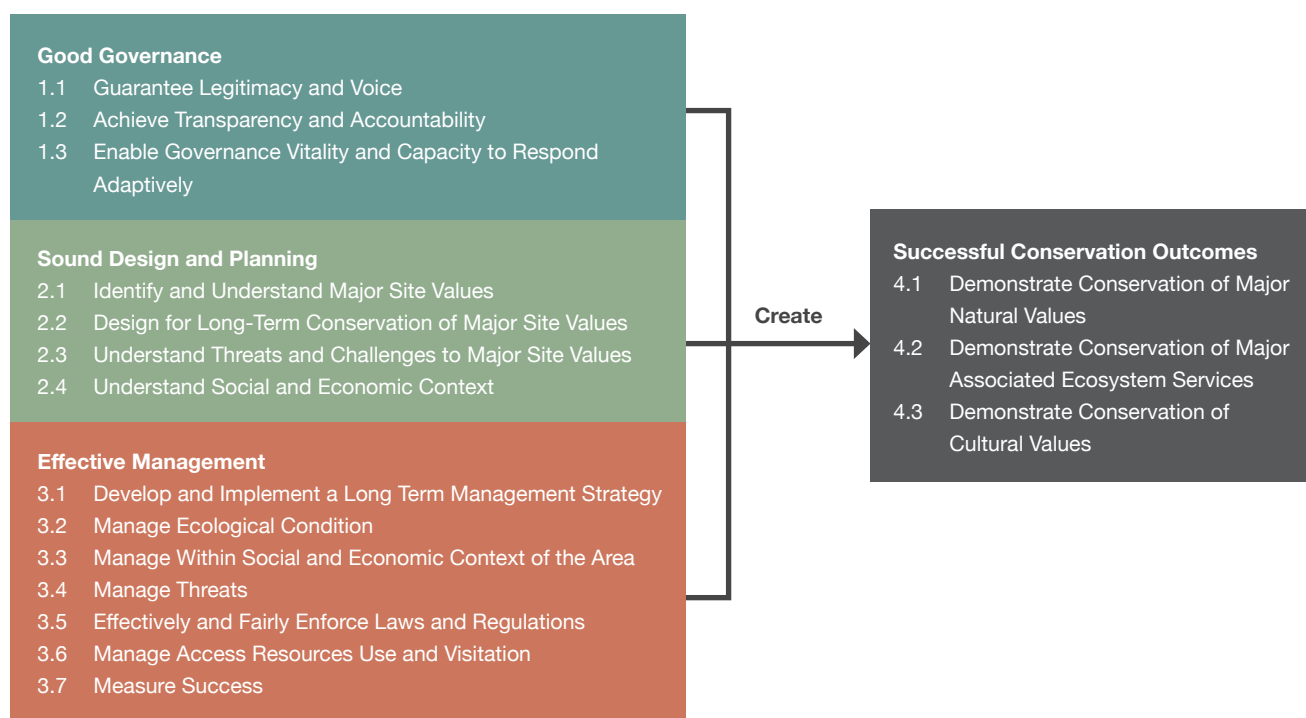 Good Governance
1.1 Guarantee Legitimacy and Voice
1.2 Achieve Transparency and Accountability
1.3 Enable Governance Vitality and Capacity to Respond
Adaptively
Sound Design and Planning
2.1 Identify and Understand Major Site Values
2.2 Design for Long-Term Conservation of Major Site Values
2.3 Understand Threats and Challenges to Major Site Values
2.4 Understand Social and Economic Context
Effective Management
3.1 Develop and Implement a Long Term Management Strategy
3.2 Manage Ecological Condition
3.3 Manage Within Social and Economic Context of the Area
3.4 Manage Threats
3.5 Effectively and Fairly Enforce Laws and Regulations
3.6 Manage Access Resources Use and Visitation
3.7 Measure Success
Create
Successful Conservation Outcomes
4.1 Demonstrate Conservation of Major
Natural Values
4.2 Demonstrate Conservation of Major
Associated Ecosystem Services
4.3 Demonstrate Conservation of
Cultural Values